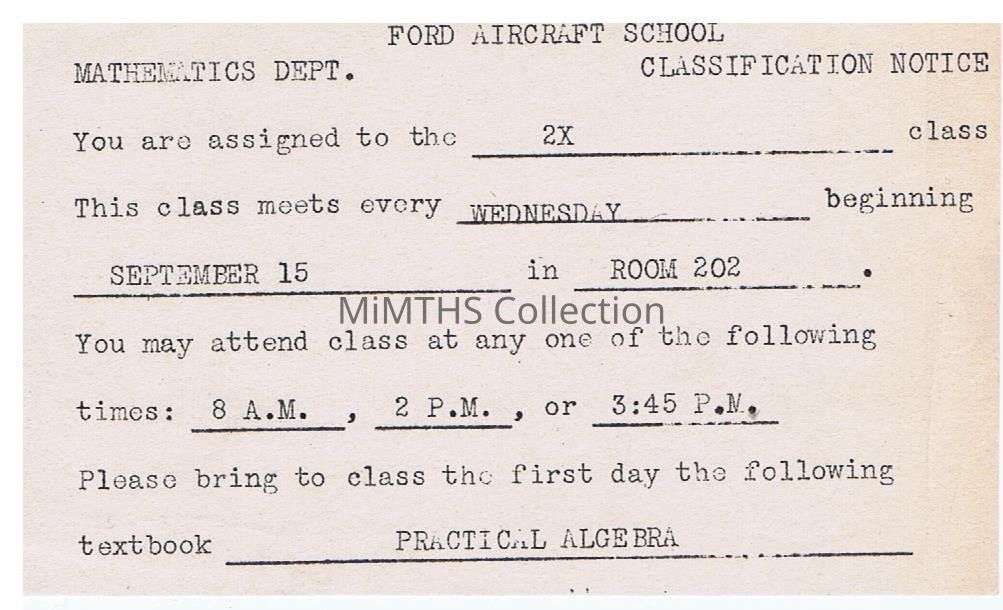 FORD AIRCRAFT SCHOOL
MATHEMATICS DEPT. CLASSIFICATION NOTICE
You are assigned to the 2X class
This class meets every WEDNESDAY beginning
SEPTEMBER 15 in ROOM 202.
MiMTHS Collection
You may attend class at any one of the following
times: 8 A.M., 2 P.M., or 3:45 P.M.
Please bring to class the first day the following
textbook PRACTICAL ALGEBRA